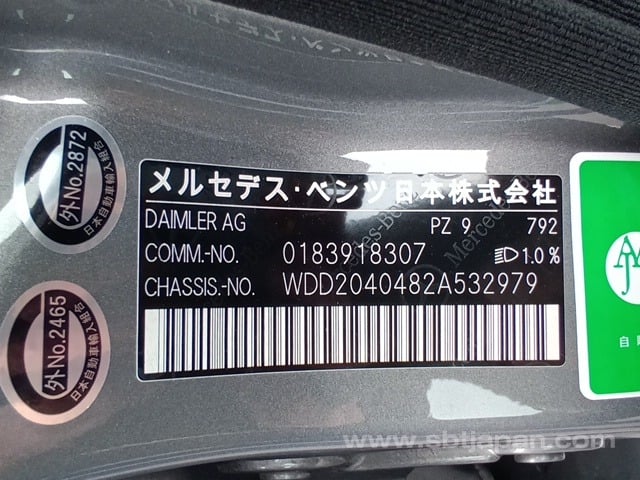 外No.2872
日本自動車輸入組合
メルセデス・ベンツ日本株式会社
DAIMLER AG PZ 9 792
COMM.-NO. 0183918307 1.0%
CHASSIS.-NO. WDD2040482A532979
外No.2465
日本自動車輸入組合
AJM
自
www.sbtjapan.com